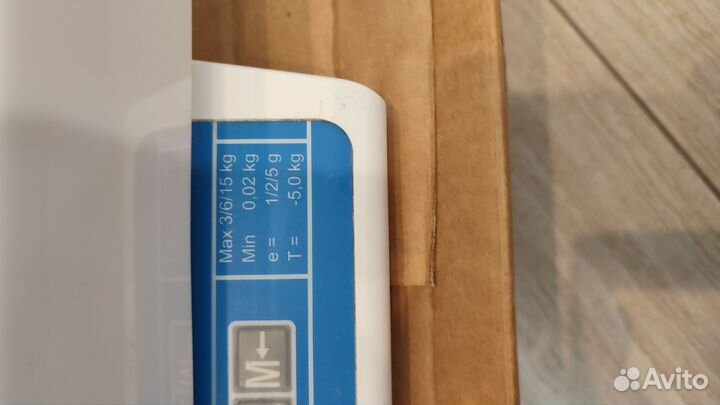 Max 3/6/15 kg
Min 0,02 kg
e = 1/2/5 g
T = -5,0 kg
M←
Avito